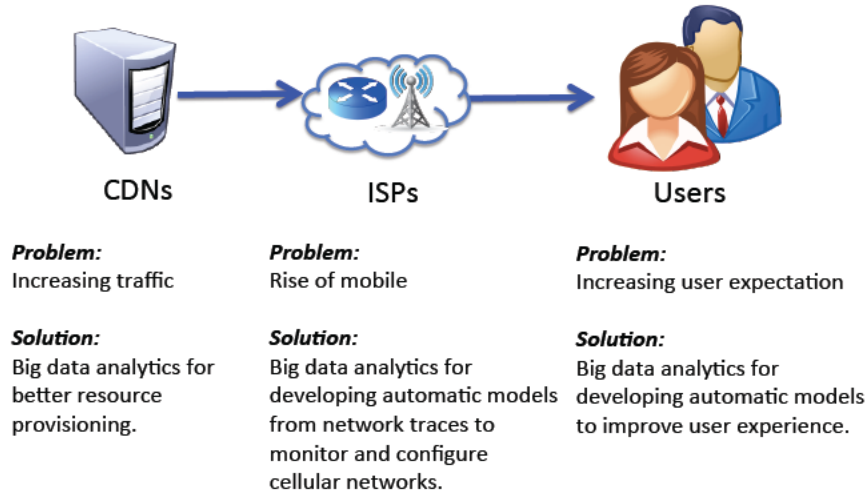 CDNs
ISPs
Users
Problem:
Increasing traffic
Solution:
Big data analytics for
better resource
provisioning.
Problem:
Rise of mobile
Solution:
Big data analytics for
developing automatic models
from network traces to
monitor and configure
cellular networks.
Problem:
Increasing user expectation
Solution:
Big data analytics for
developing automatic models
to improve user experience.